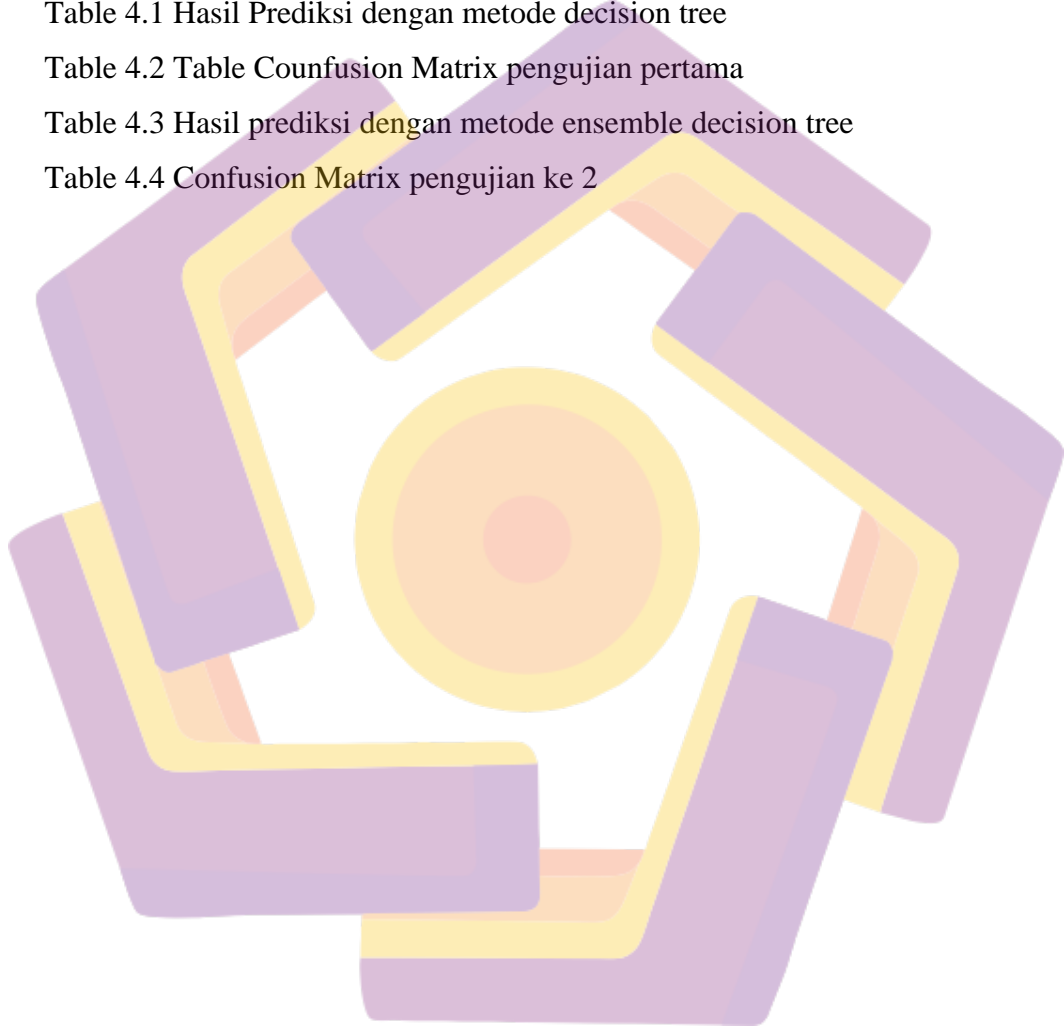 Table 4.1 Hasil Prediksi dengan metode decision tree
Table 4.2 Table Counfusion Matrix pengujian pertama
Table 4.3 Hasil prediksi dengan metode ensemble decision tree
Table 4.4 Confusion Matrix pengujian ke 2